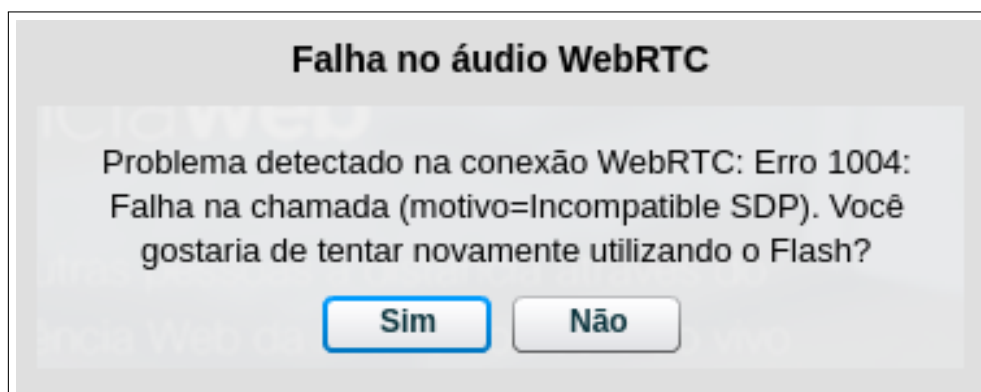 Falha no áudio WebRTC
Problema detectado na conexão WebRTC: Erro 1004:
Falha na chamada (motivo=Incompatible SDP). Você
gostaria de tentar novamente utilizando o Flash?
Sim Não